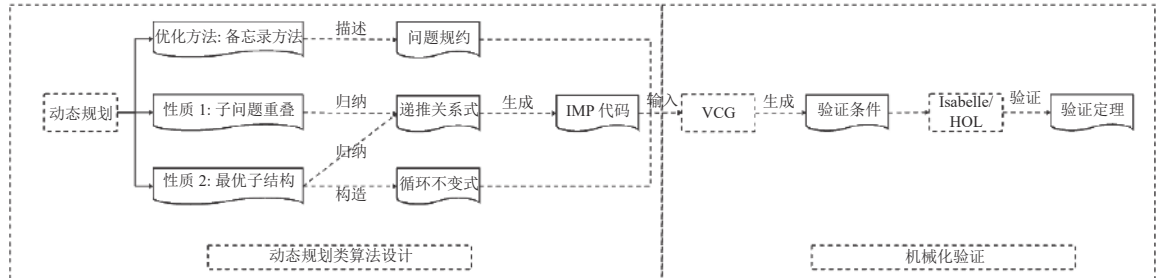 优化方法: 备忘录方法
描述
问题规约
动态规划
性质 1: 子问题重叠
归纳
递推关系式
生成
IMP 代码
输入
VCG
生成
验证条件
Isabelle/
HOL
验证
验证定理
归纳
性质 2: 最优子结构
构造
循环不变式
动态规划类算法设计
机械化验证